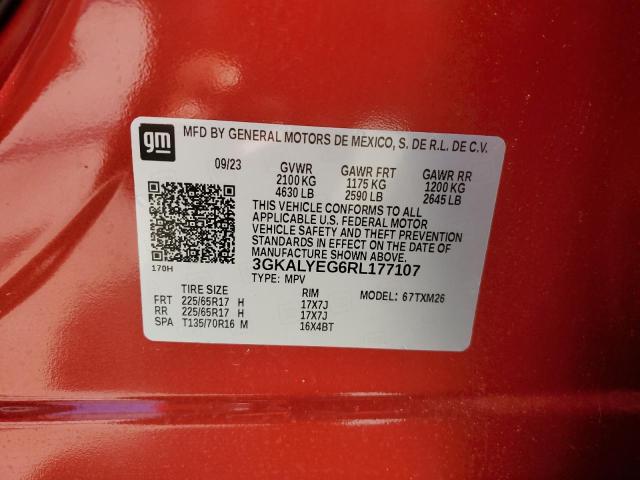 gm
MFD BY GENERAL MOTORS DE MEXICO, S. DE R.L. DE C.V.
09/23 GVWR GAWR FRT GAWR RR
2100 KG 1175 KG 1200 KG
4630 LB 2590 LB 2645 LB
THIS VEHICLE CONFORMS TO ALL
APPLICABLE U.S. FEDERAL MOTOR
VEHICLE SAFETY AND THEFT PREVENTION
STANDARDS IN EFFECT ON THE DATE OF
MANUFACTURE SHOWN ABOVE.
170H 3GKALYEG6RL177107
TYPE: MPV
TIRE SIZE RIM MODEL: 67TXM26
FRT 225/65R17 H 17X7J
RR 225/65R17 H 17X7J
SPA T135/70R16 M 16X4BT